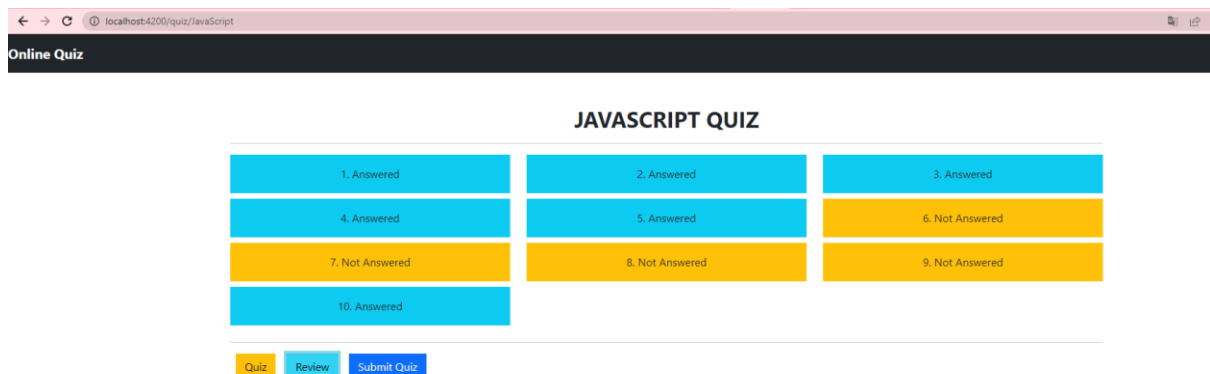 localhost:4200/quiz/JavaScript
Online Quiz
JAVASCRIPT QUIZ
1. Answered 2. Answered 3. Answered
4. Answered 5. Answered 6. Not Answered
7. Not Answered 8. Not Answered 9. Not Answered
10. Answered
Quiz Review Submit Quiz